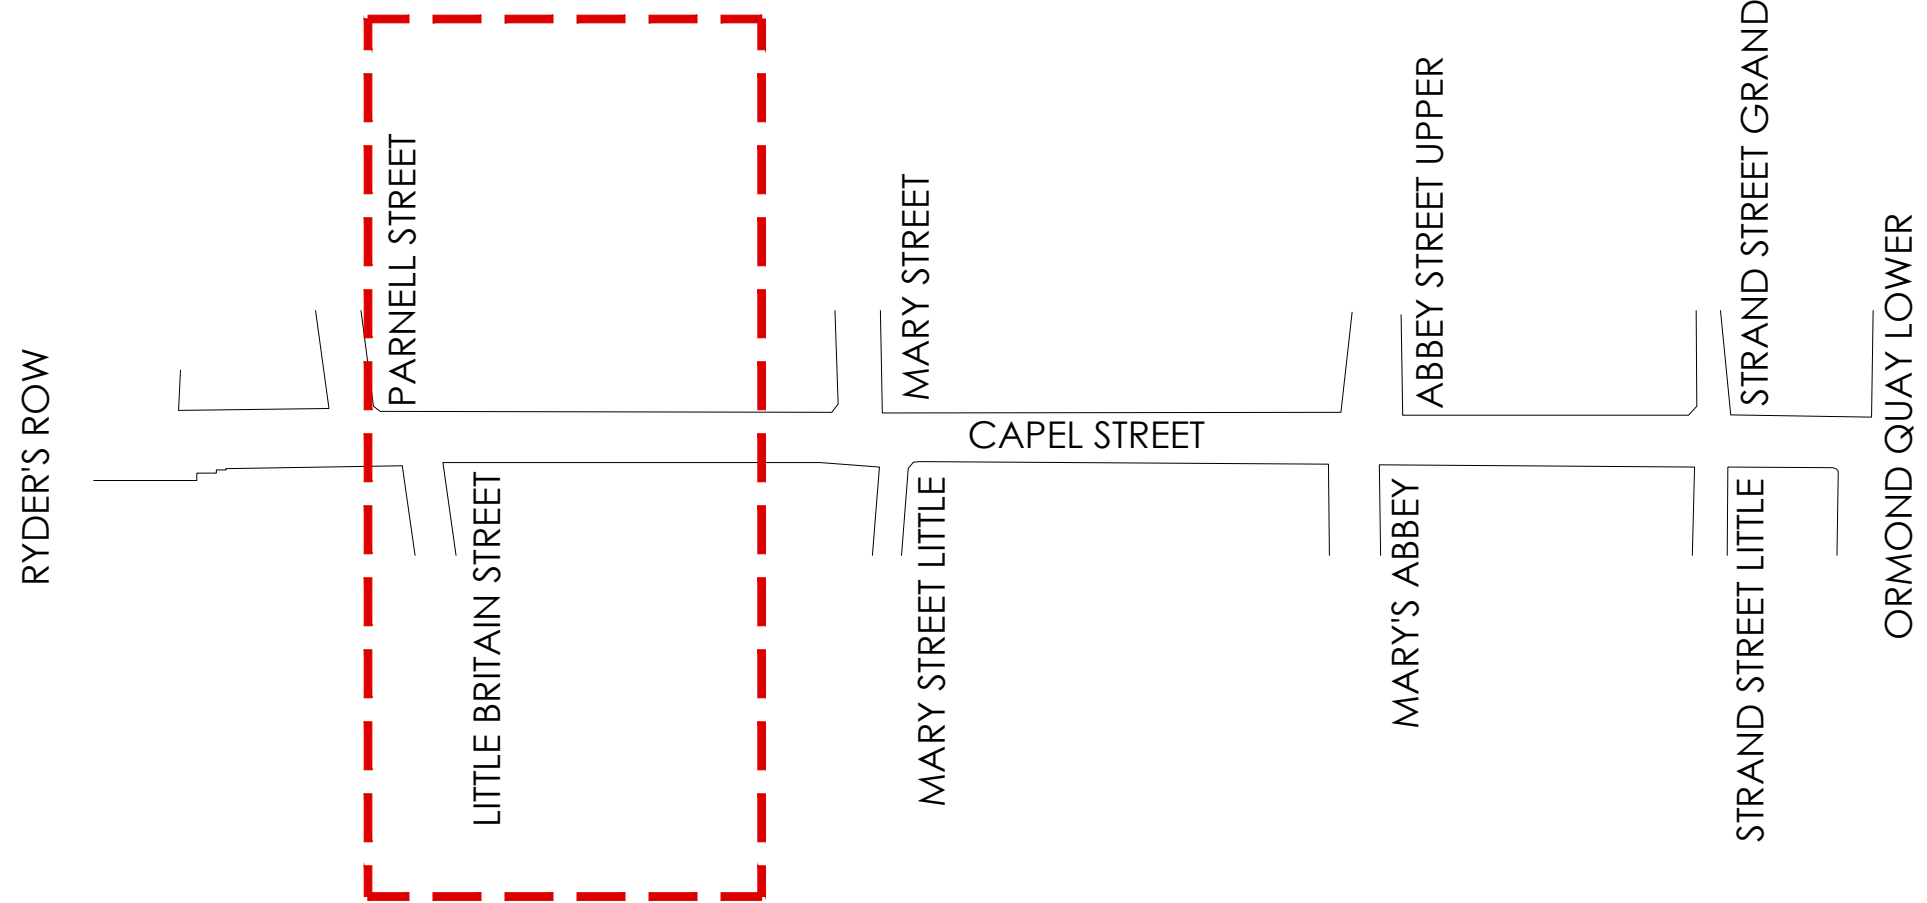 RYDER'S ROW
PARNELL STREET
LITTLE BRITAIN STREET
MARY STREET
CAPEL STREET
MARY STREET LITTLE
ABBEY STREET UPPER
MARY'S ABBEY
STRAND STREET GRAND
STRAND STREET LITTLE
ORMOND QUAY LOWER